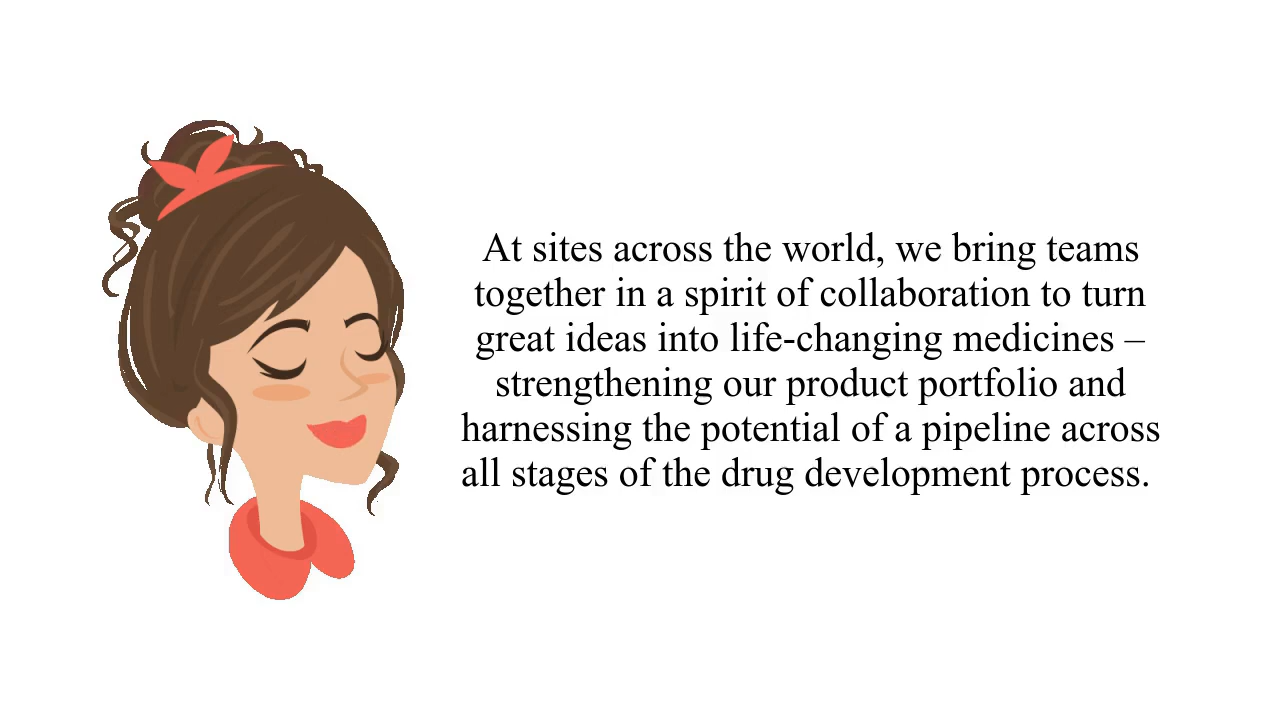 At sites across the world, we bring teams
together in a spirit of collaboration to turn
great ideas into life-changing medicines –
strengthening our product portfolio and
harnessing the potential of a pipeline across
all stages of the drug development process.